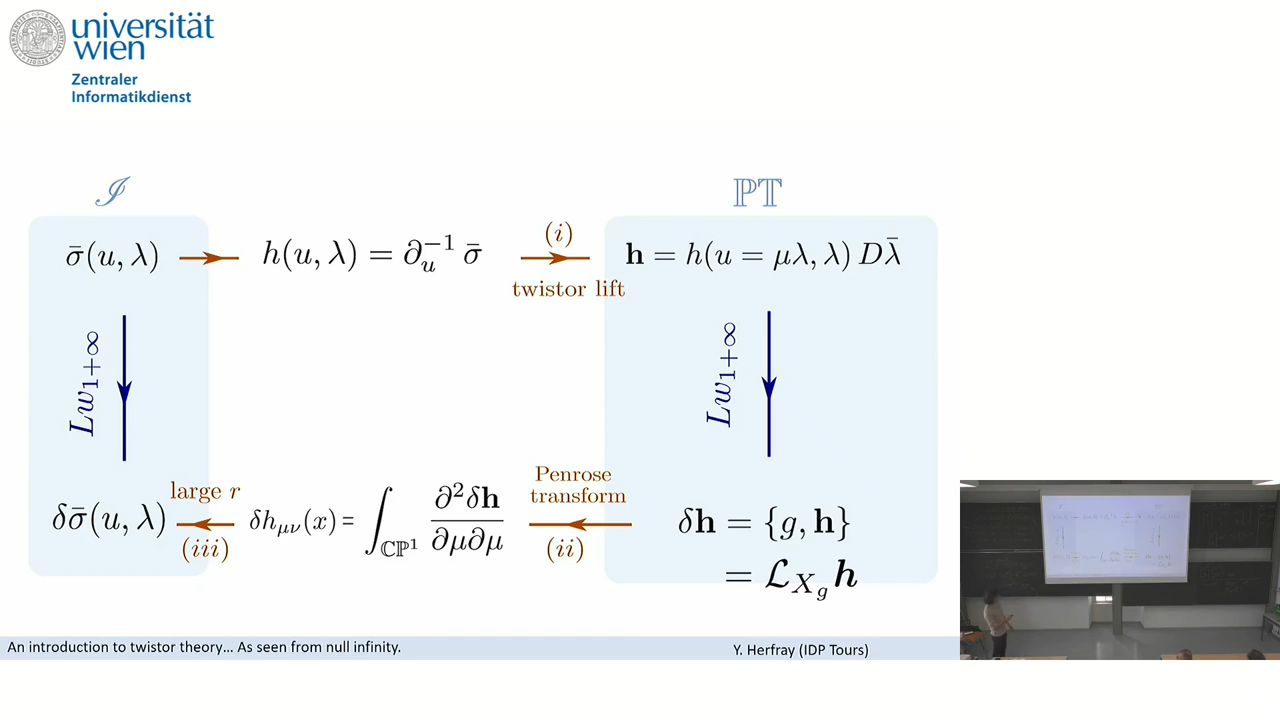 universität
wien
Zentraler
Informatikdienst
ℐ
ℙ𝕋
σ̄(u, λ)
h(u, λ) = ∂_u^{-1} σ̄
(i)
twistor lift
𝐡 = h(u = μλ, λ) Dλ̄
Lw_{1+∞}
Lw_{1+∞}
δσ̄(u, λ)
large r
(iii)
δh_{μν}(x) = ∫_{ℂℙ¹} ∂²δ𝐡 / ∂μ∂μ
Penrose
transform
(ii)
δ𝐡 = {g, 𝐡}
= ℒ_{X_g} 𝒉
An introduction to twistor theory... As seen from null infinity.
Y. Herfray (IDP Tours)